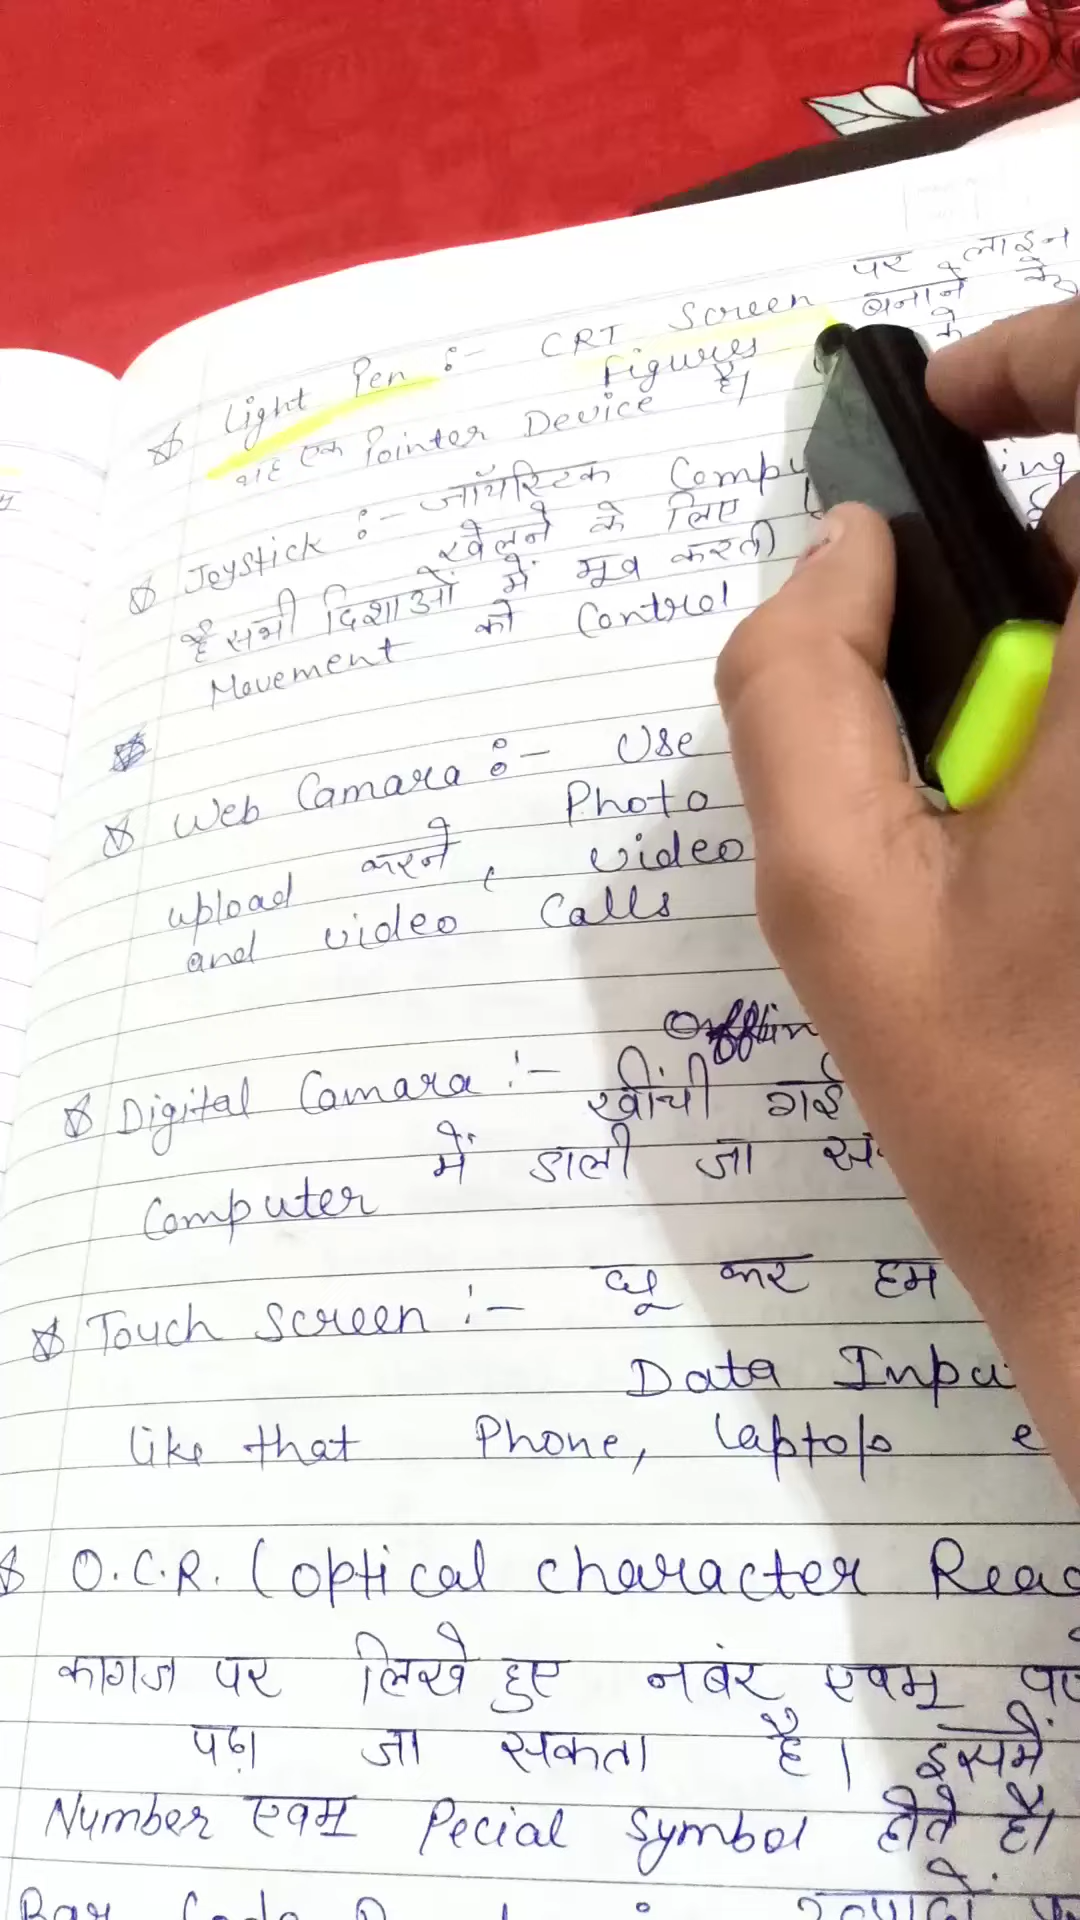 ☆ Light Pen :- CRT Screen पर लाइन
Figures बनाने के
यह एक Pointer Device है।
☆ Joystick :- जॉयस्टिक Compu
खेलने के लिए
है सभी दिशाओं में मूव करती
Movement को Control
☆ Web Camara :- Use
Photo
upload करने , video
and video Calls
☆ Digital Camara :- खींची गई
Computer में डाली जा स
☆ Touch Screen :- छू कर हम
Data Inpu
like that Phone, laptop e
☆ O.C.R. (optical character Read
कागज पर लिखे हुए नबंर एवम्
पढ़ा जा सकता है। इसमें
Number एवम Pecial Symbol होते है।